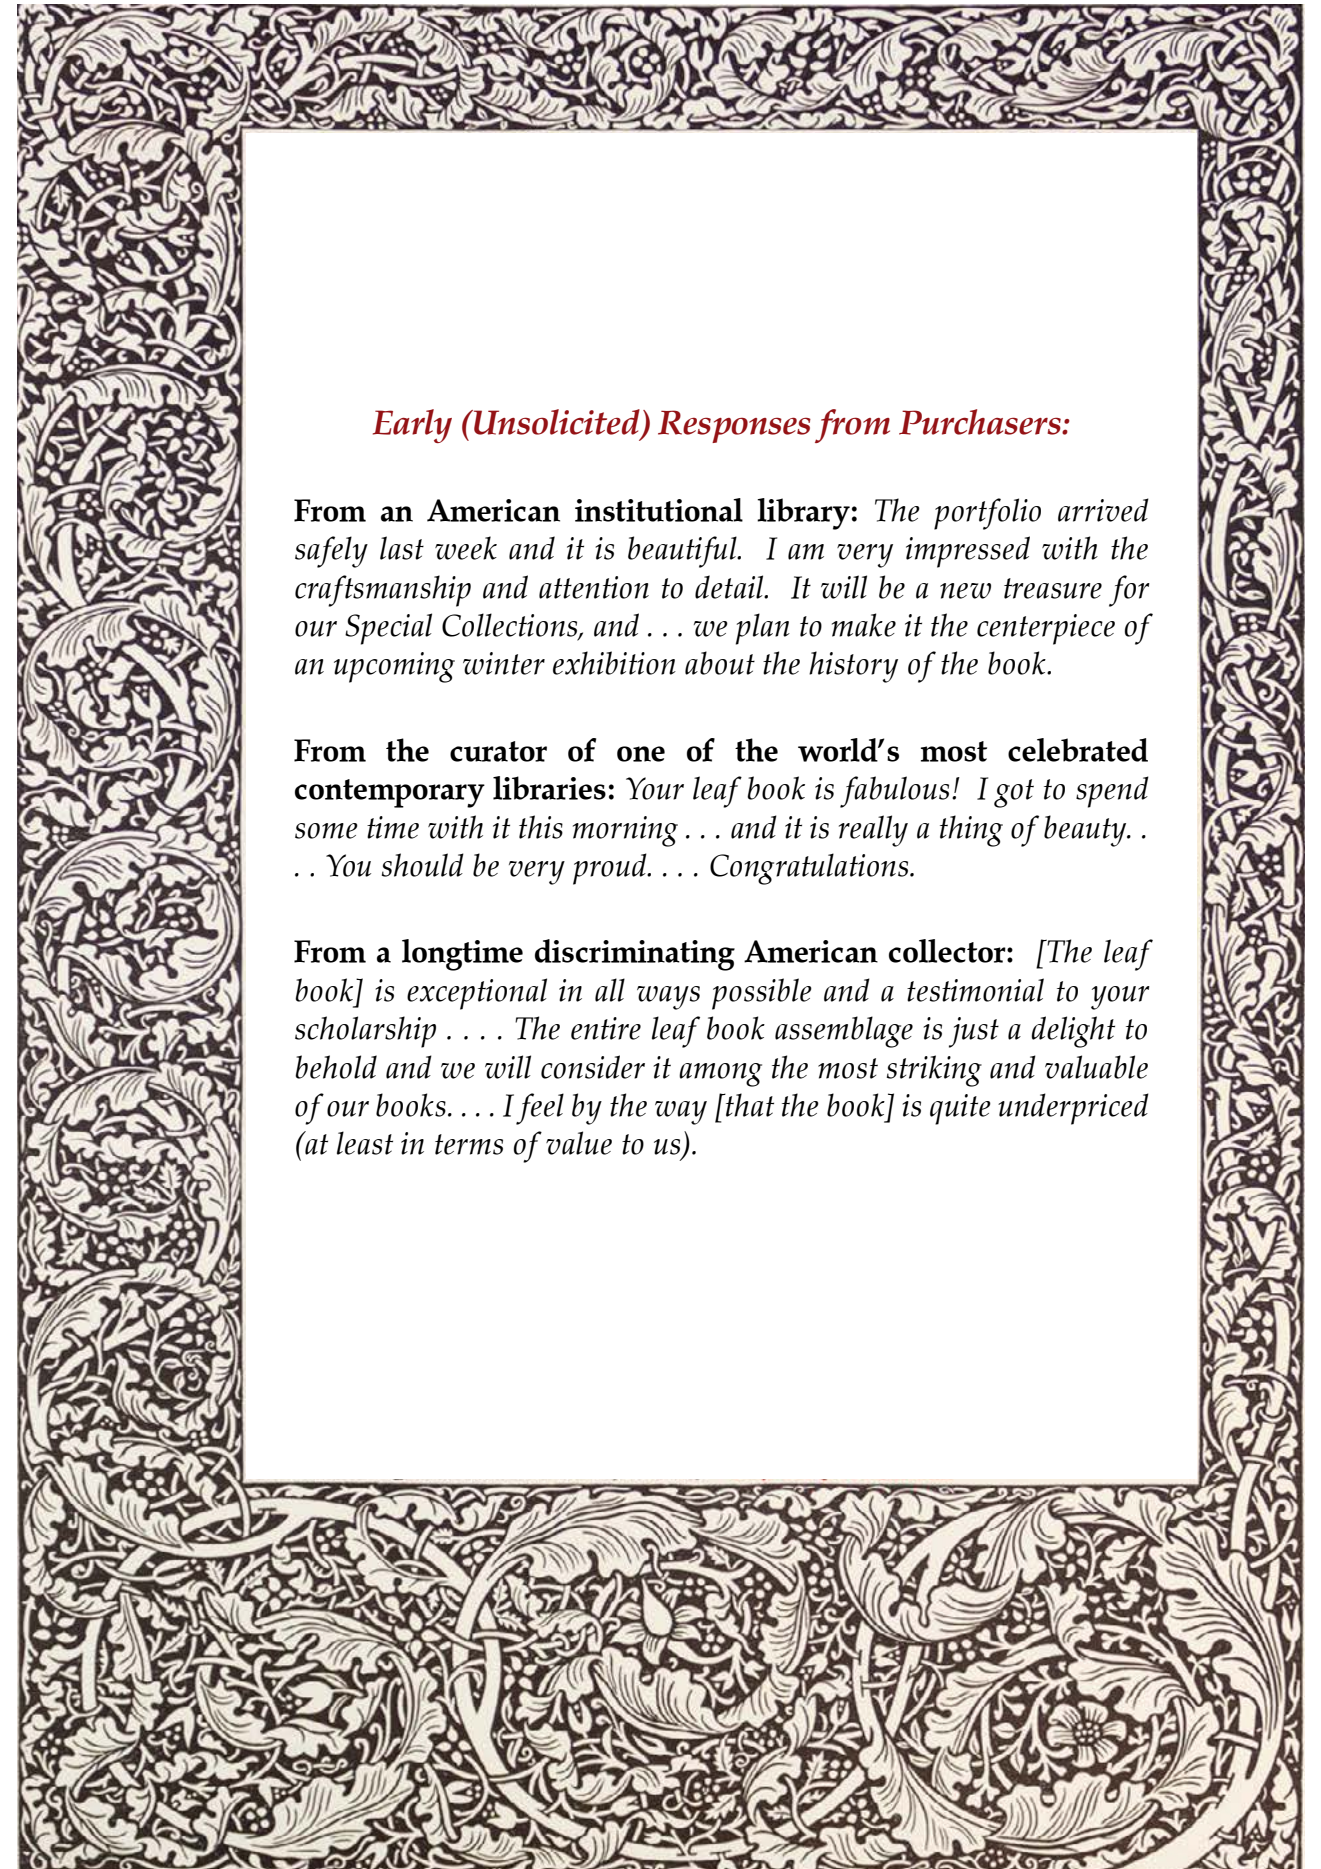 Early (Unsolicited) Responses from Purchasers:
From an American institutional library: The portfolio arrived
safely last week and it is beautiful. I am very impressed with the
craftsmanship and attention to detail. It will be a new treasure for
our Special Collections, and . . . we plan to make it the centerpiece of
an upcoming winter exhibition about the history of the book.
From the curator of one of the world's most celebrated
contemporary libraries: Your leaf book is fabulous! I got to spend
some time with it this morning . . . and it is really a thing of beauty. .
. . You should be very proud. . . . Congratulations.
From a longtime discriminating American collector: [The leaf
book] is exceptional in all ways possible and a testimonial to your
scholarship . . . . The entire leaf book assemblage is just a delight to
behold and we will consider it among the most striking and valuable
of our books. . . . I feel by the way [that the book] is quite underpriced
(at least in terms of value to us).